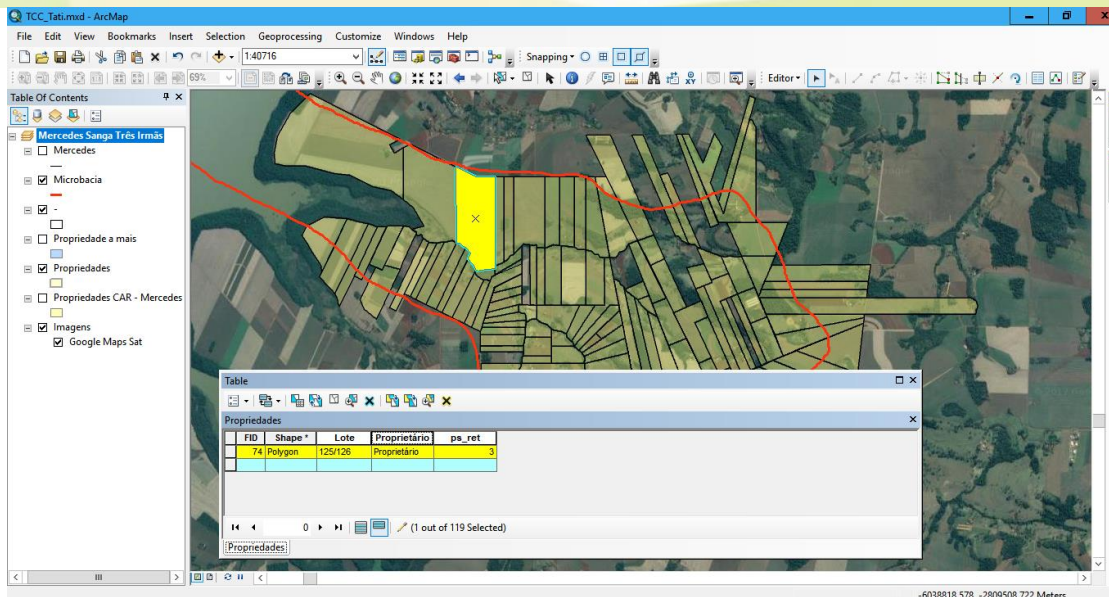 TCC_Tati.mxd - ArcMap
File Edit View Bookmarks Insert Selection Geoprocessing Customize Windows Help
1:40716
Snapping
69%
Editor
Table Of Contents
Mercedes Sanga Três Irmãs
Mercedes
Microbacia
-
Propriedade a mais
Propriedades
Propriedades CAR - Mercedes
Imagens
Google Maps Sat
Table
Propriedades
FID Shape * Lote Proprietário ps_ret
74 Polygon 125/126 Proprietário 3
0
(1 out of 119 Selected)
Propriedades
-6038818,578 -2809508,722 Meters